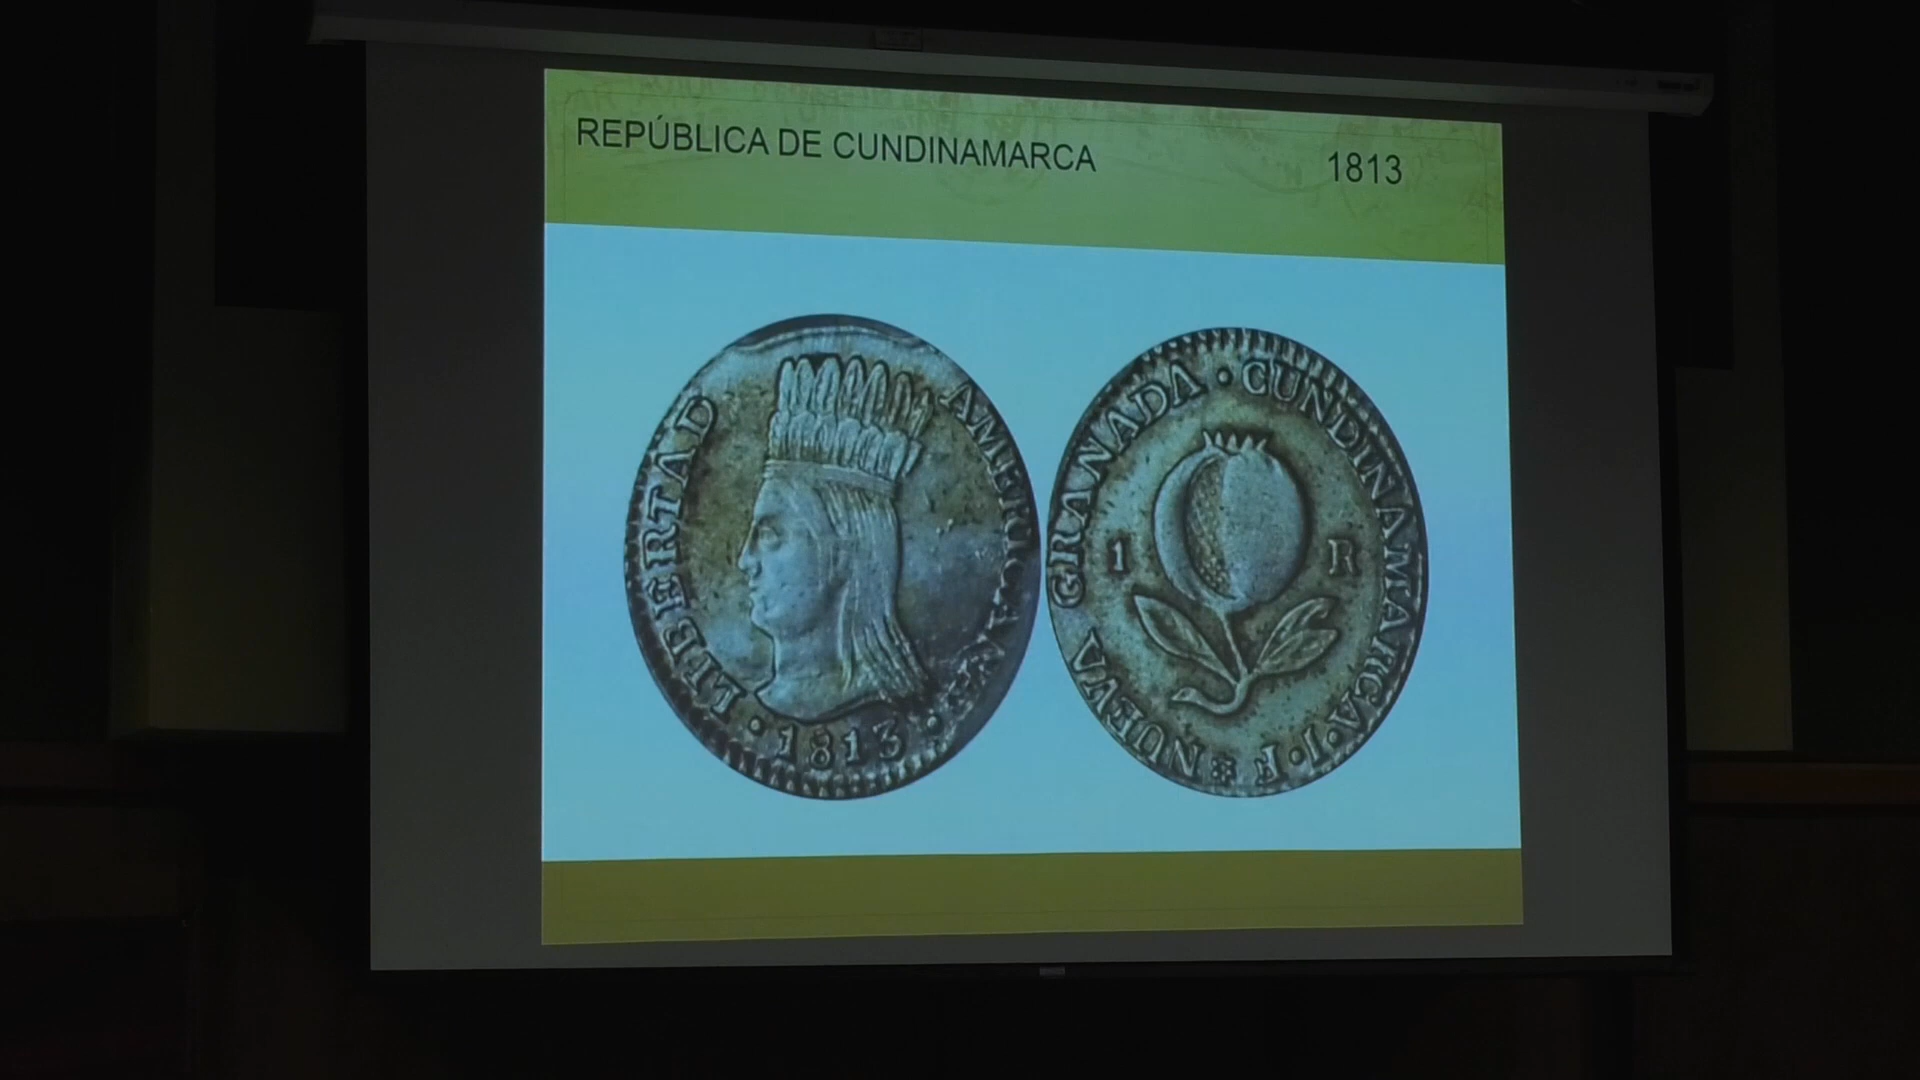 REPÚBLICA DE CUNDINAMARCA
1813
LIBERTAD AMERICANA
· 1813 ·
NUEVA GRANADA · CUNDINAMARCA · I · F
1 R